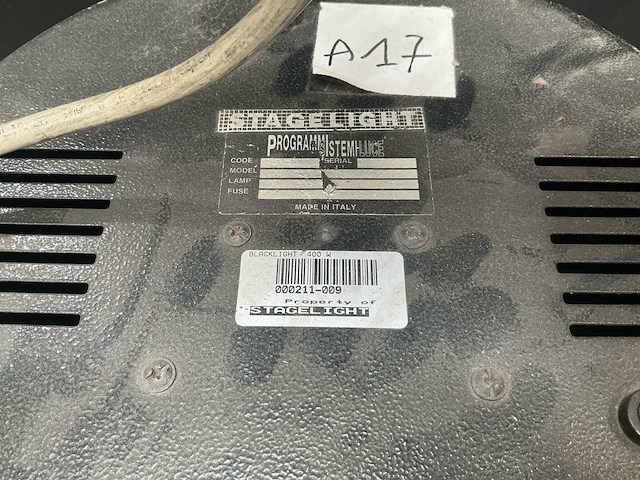 A17
STAGELIGHT
PROGRAMMI SISTEMI LUCE
CODE SERIAL
MODEL
LAMP
FUSE
MADE IN ITALY
BLACKLIGHT / 400 W
000211-009
Property of
STAGELIGHT